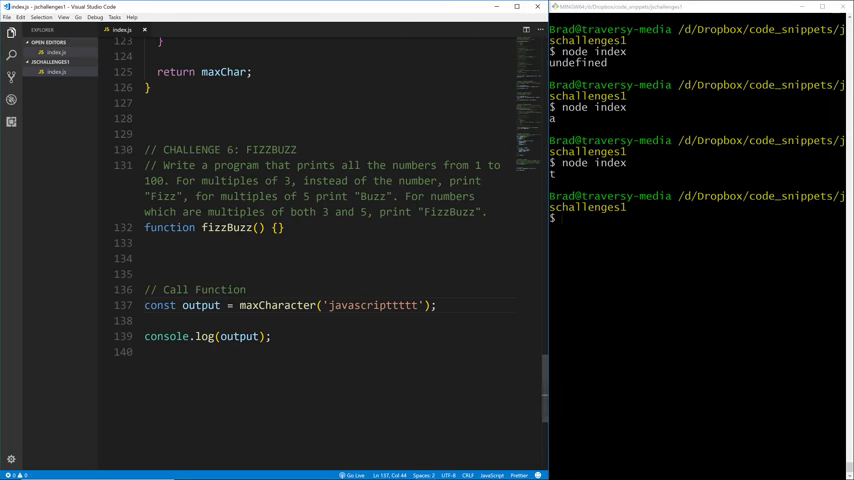 index.js - jschallenges1 - Visual Studio Code
File Edit Selection View Go Debug Tasks Help
EXPLORER
OPEN EDITORS
index.js
JSCHALLENGES1
index.js
index.js
123 }
124
125 return maxChar;
126 }
127
128
129
130 // CHALLENGE 6: FIZZBUZZ
131 // Write a program that prints all the numbers from 1 to
100. For multiples of 3, instead of the number, print
"Fizz", for multiples of 5 print "Buzz". For numbers
which are multiples of both 3 and 5, print "FizzBuzz".
132 function fizzBuzz() {}
133
134
135
136 // Call Function
137 const output = maxCharacter('javascriptttttt');
138
139 console.log(output);
140
0 0
Go Live Ln 137, Col 44 Spaces: 2 UTF-8 CRLF JavaScript Prettier
MINGW64:/d/Dropbox/code_snippets/jschallenges1
Brad@traversy-media /d/Dropbox/code_snippets/j
schallenges1
$ node index
undefined
Brad@traversy-media /d/Dropbox/code_snippets/j
schallenges1
$ node index
a
Brad@traversy-media /d/Dropbox/code_snippets/j
schallenges1
$ node index
t
Brad@traversy-media /d/Dropbox/code_snippets/j
schallenges1
$